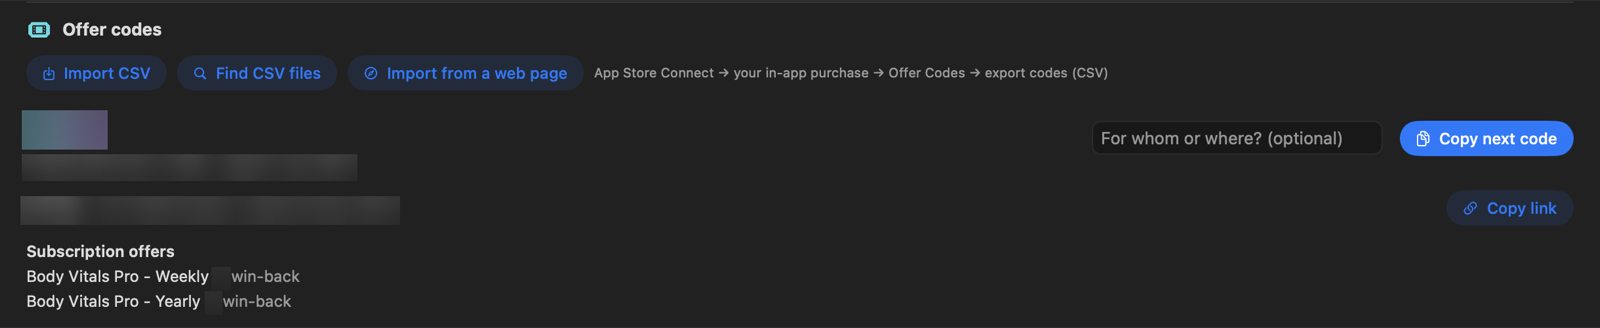 Offer codes
Import CSV Find CSV files Import from a web page App Store Connect → your in-app purchase → Offer Codes → export codes (CSV)
For whom or where? (optional) Copy next code
Copy link
Subscription offers
Body Vitals Pro - Weekly win-back
Body Vitals Pro - Yearly win-back